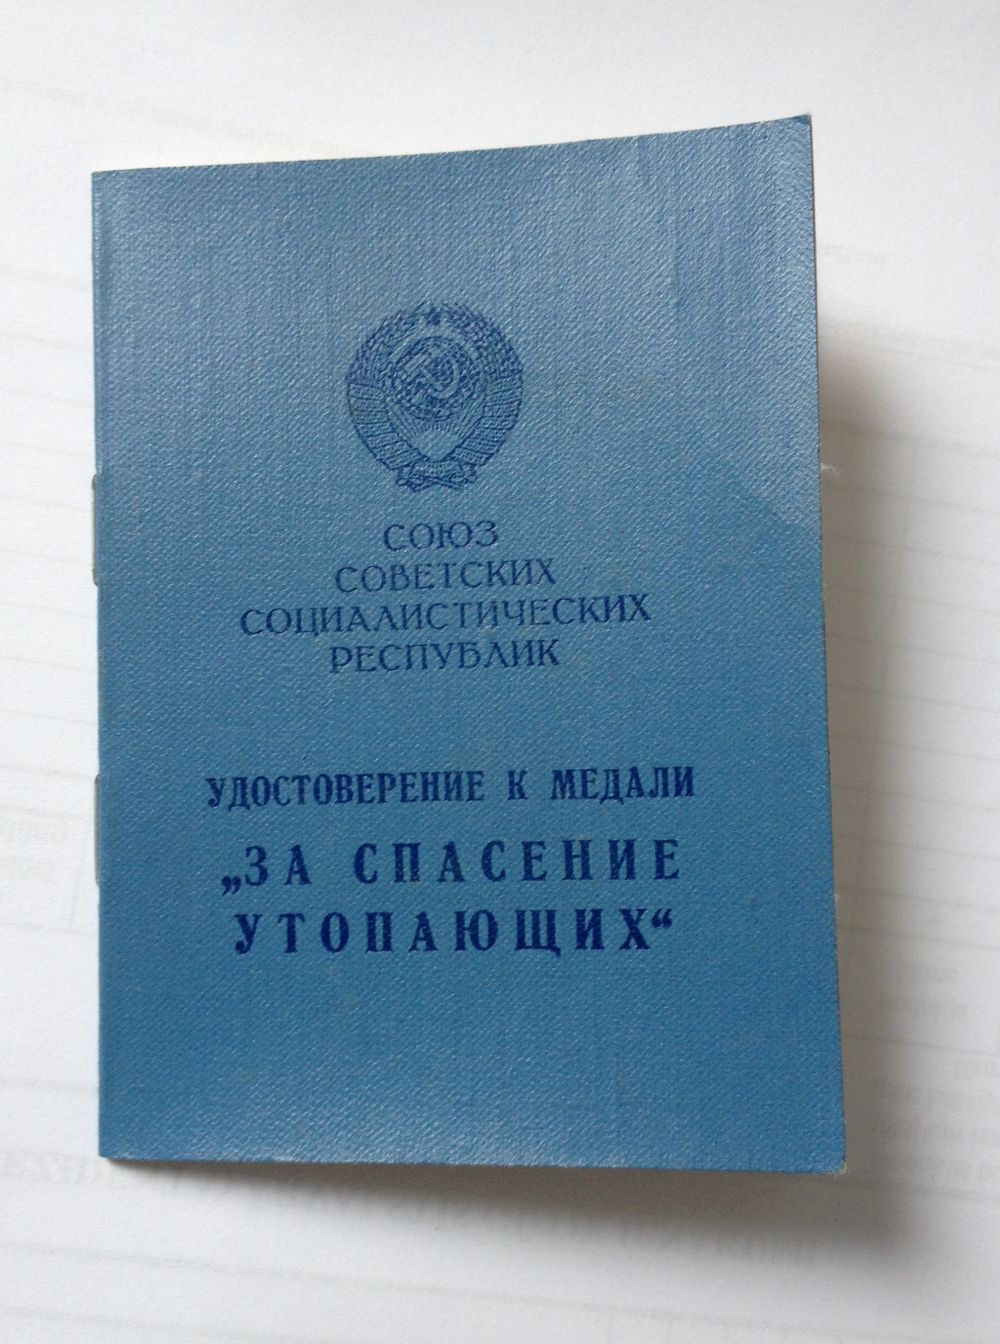 СОЮЗ
СОВЕТСКИХ
СОЦИАЛИСТИЧЕСКИХ
РЕСПУБЛИК
УДОСТОВЕРЕНИЕ К МЕДАЛИ
„ЗА СПАСЕНИЕ
УТОПАЮЩИХ“